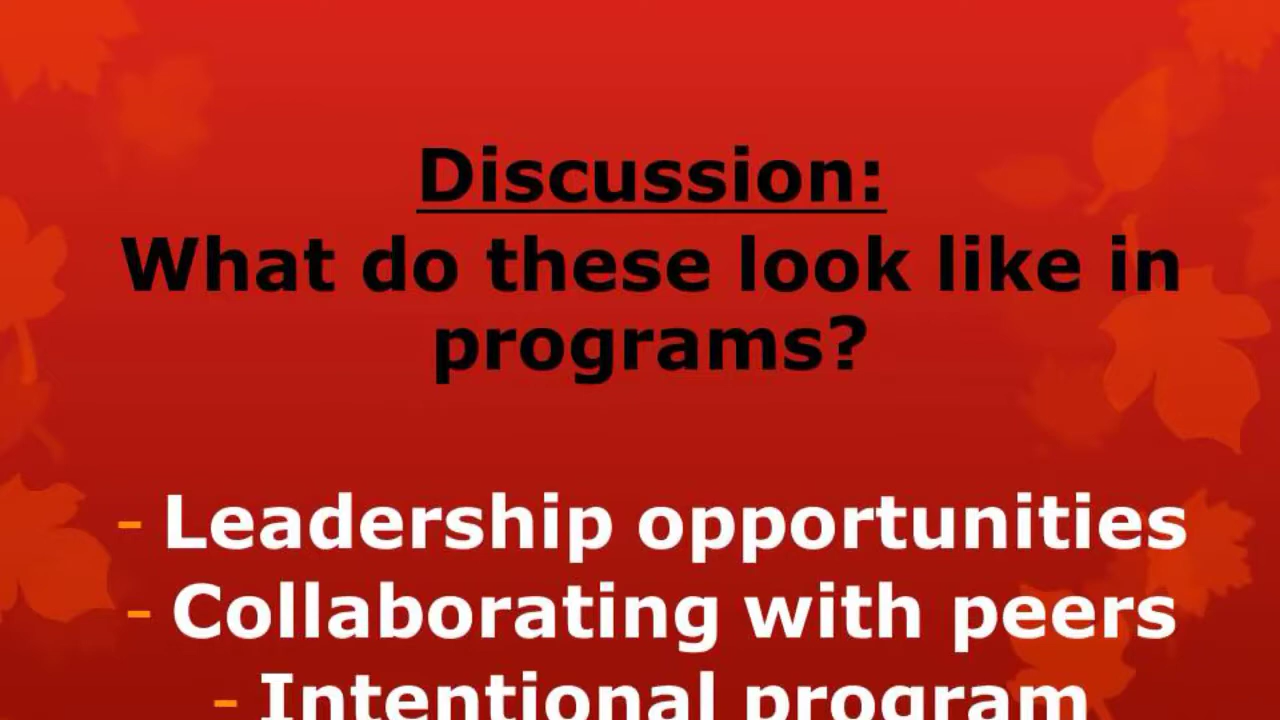 Discussion:
What do these look like in
programs?
- Leadership opportunities
- Collaborating with peers
- Intentional program